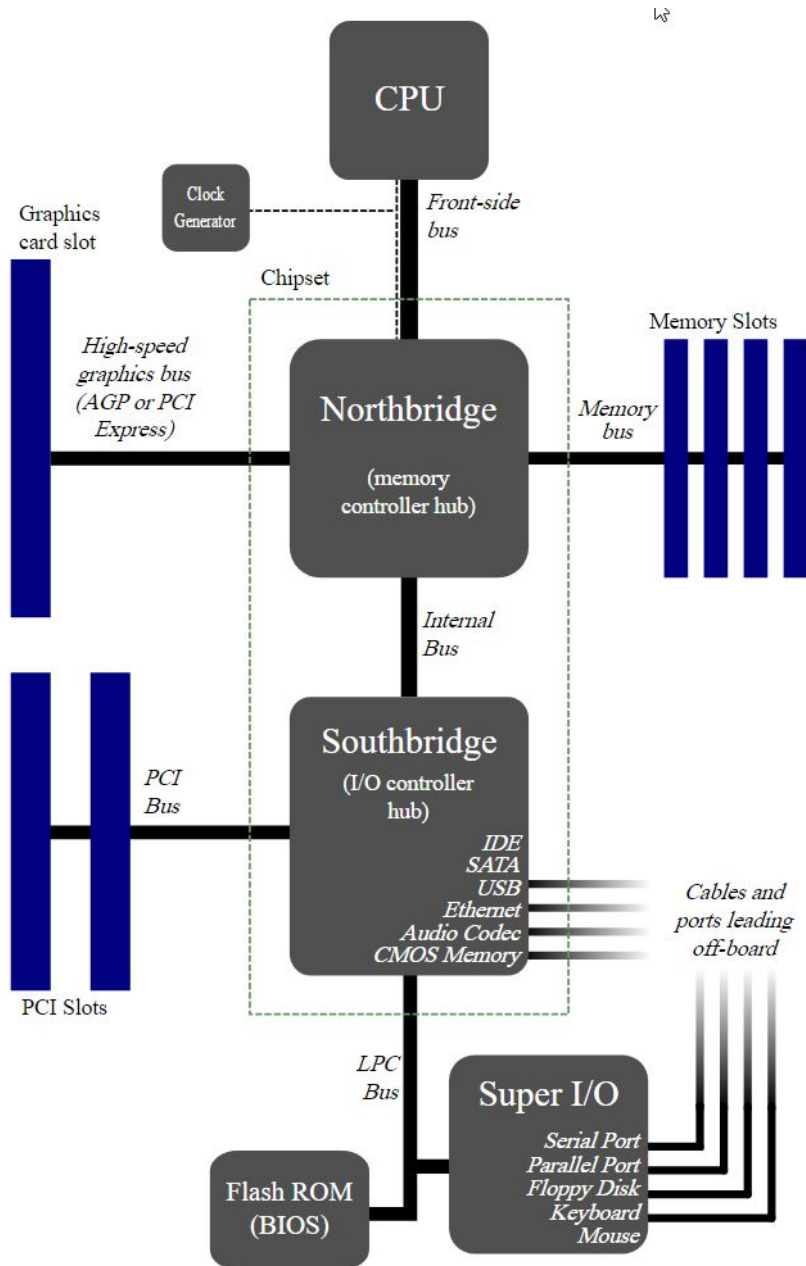 CPU
Clock
Generator
Front-side
bus
Graphics
card slot
Chipset
High-speed
graphics bus
(AGP or PCI
Express)
Northbridge
(memory
controller hub)
Memory
bus
Memory Slots
Internal
Bus
Southbridge
(I/O controller
hub)
IDE
SATA
USB
Ethernet
Audio Codec
CMOS Memory
PCI
Bus
PCI Slots
Cables and
ports leading
off-board
LPC
Bus
Super I/O
Serial Port
Parallel Port
Floppy Disk
Keyboard
Mouse
Flash ROM
(BIOS)